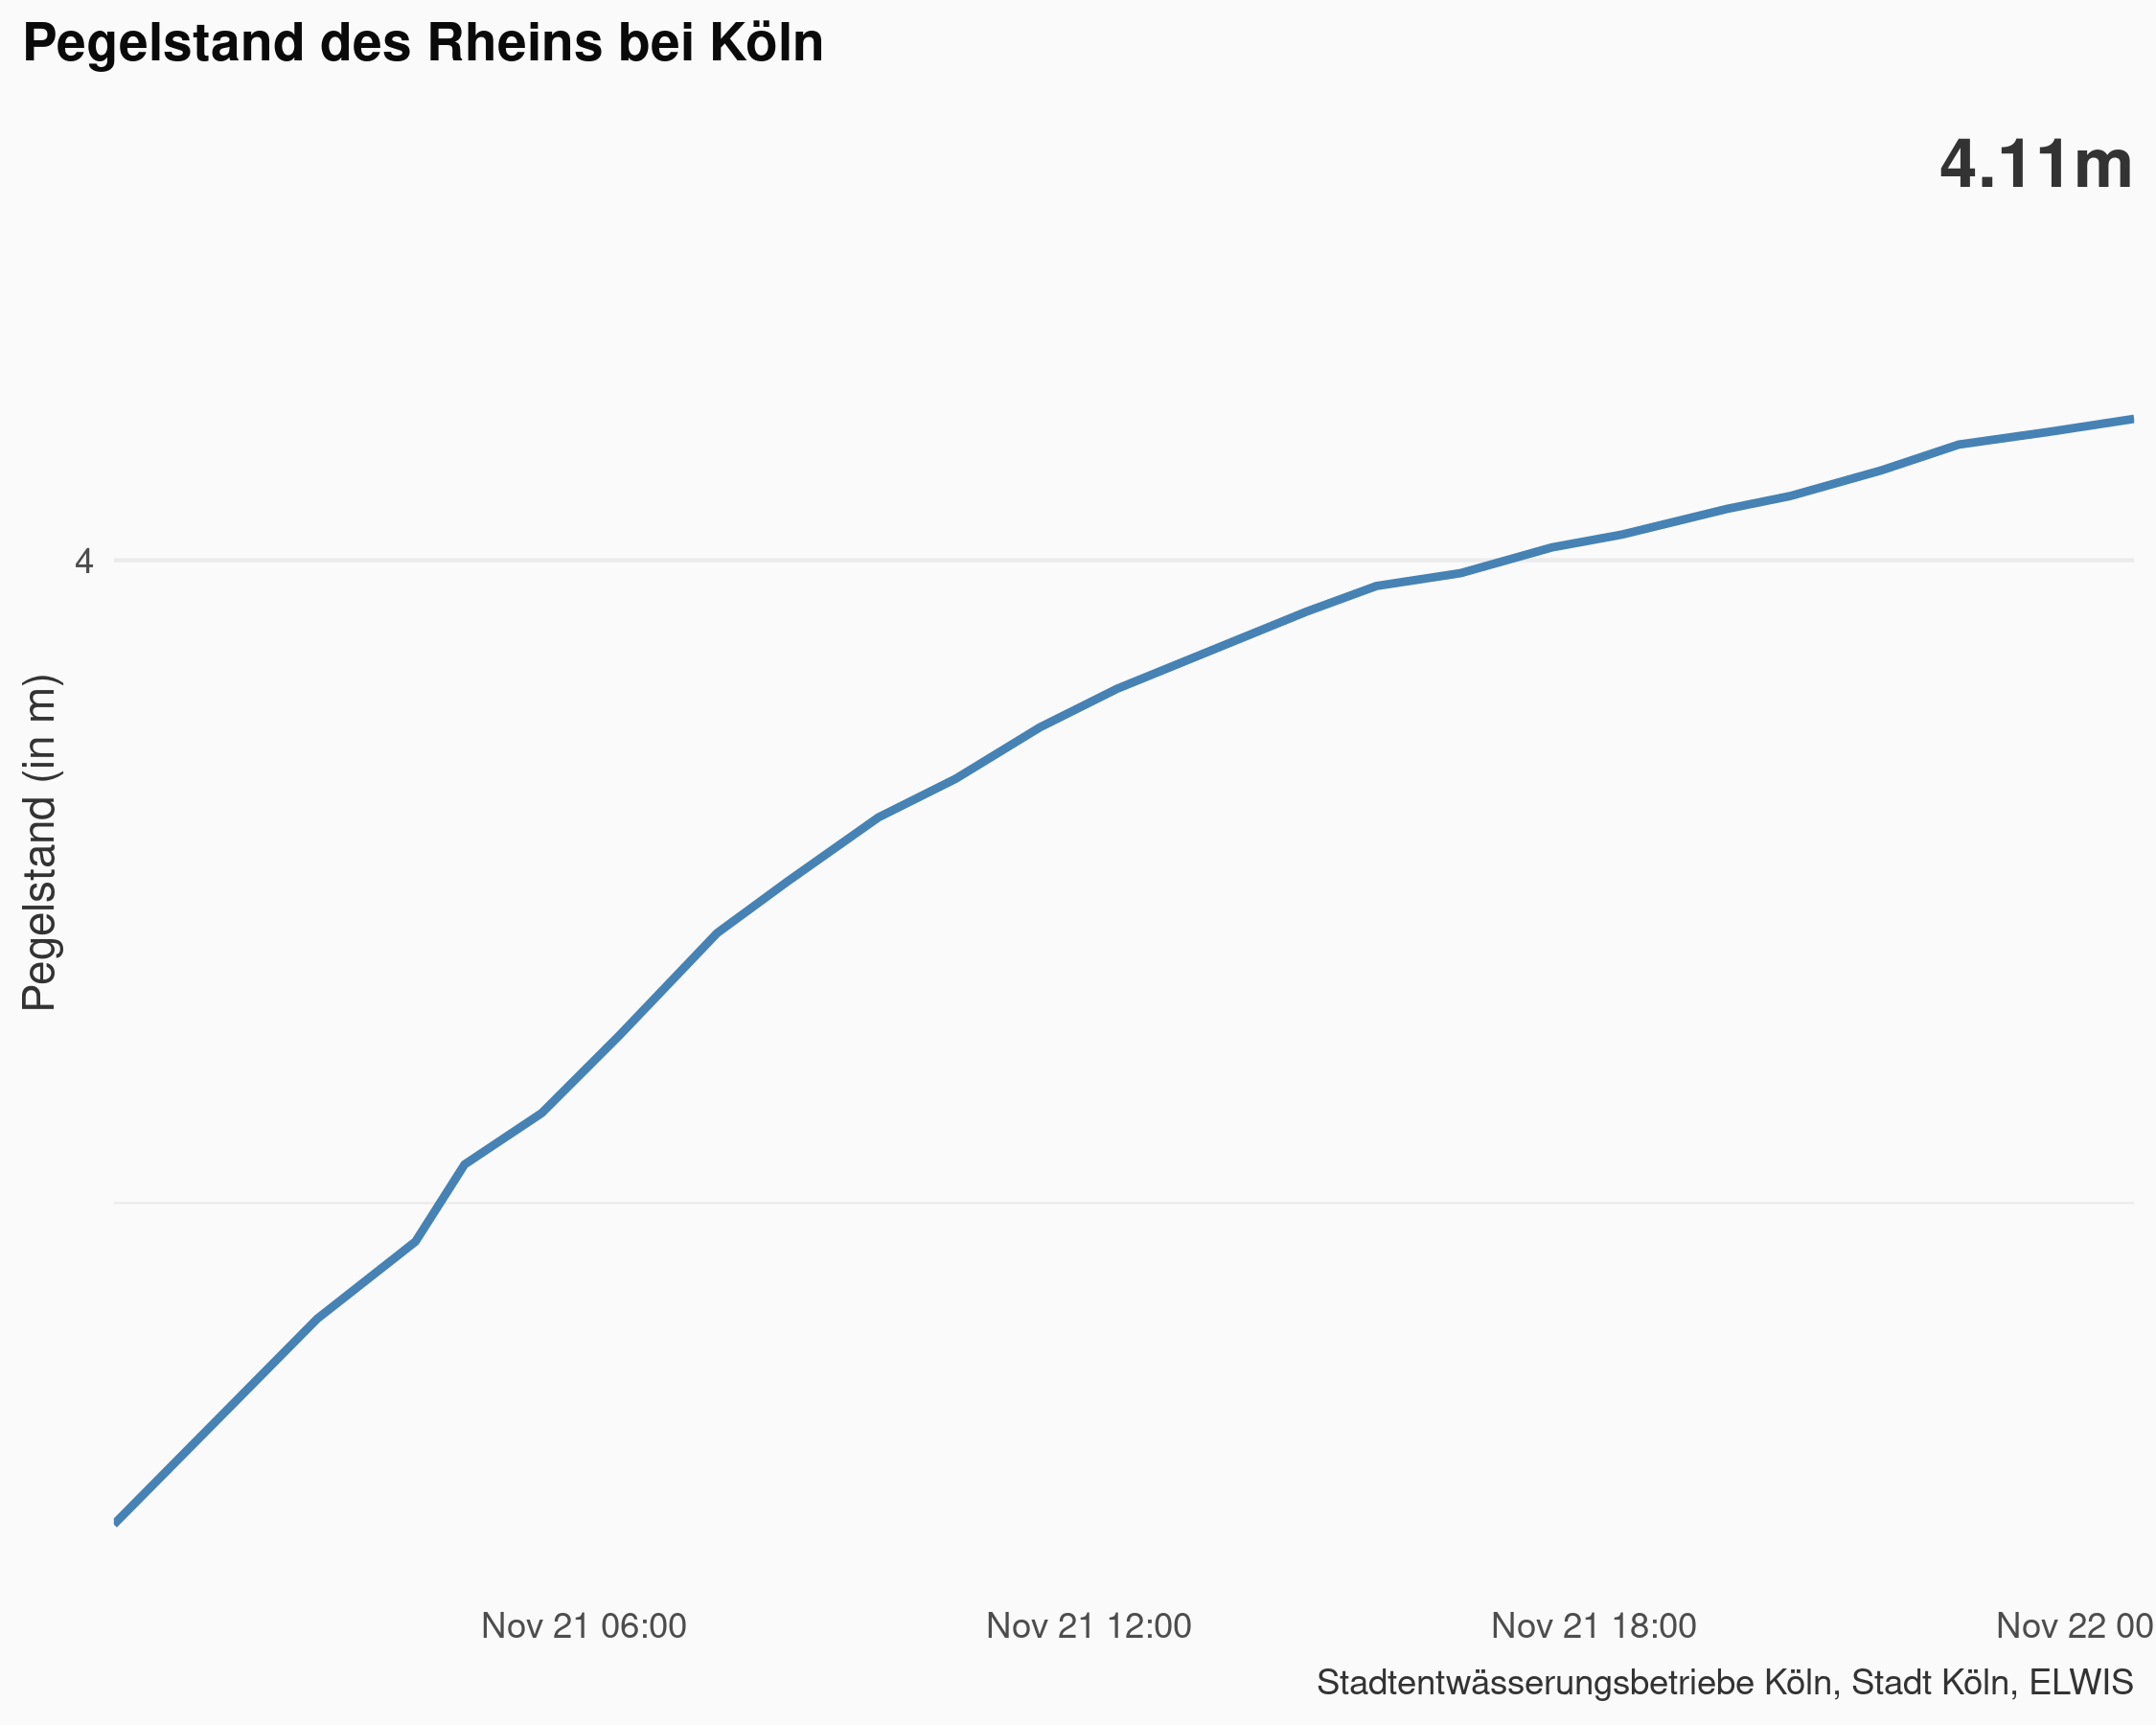 Pegelstand des Rheins bei Köln
4.11m
4
Pegelstand (in m)
Nov 21 06:00
Nov 21 12:00
Nov 21 18:00
Nov 22 00
Stadtentwässerungsbetriebe Köln, Stadt Köln, ELWIS